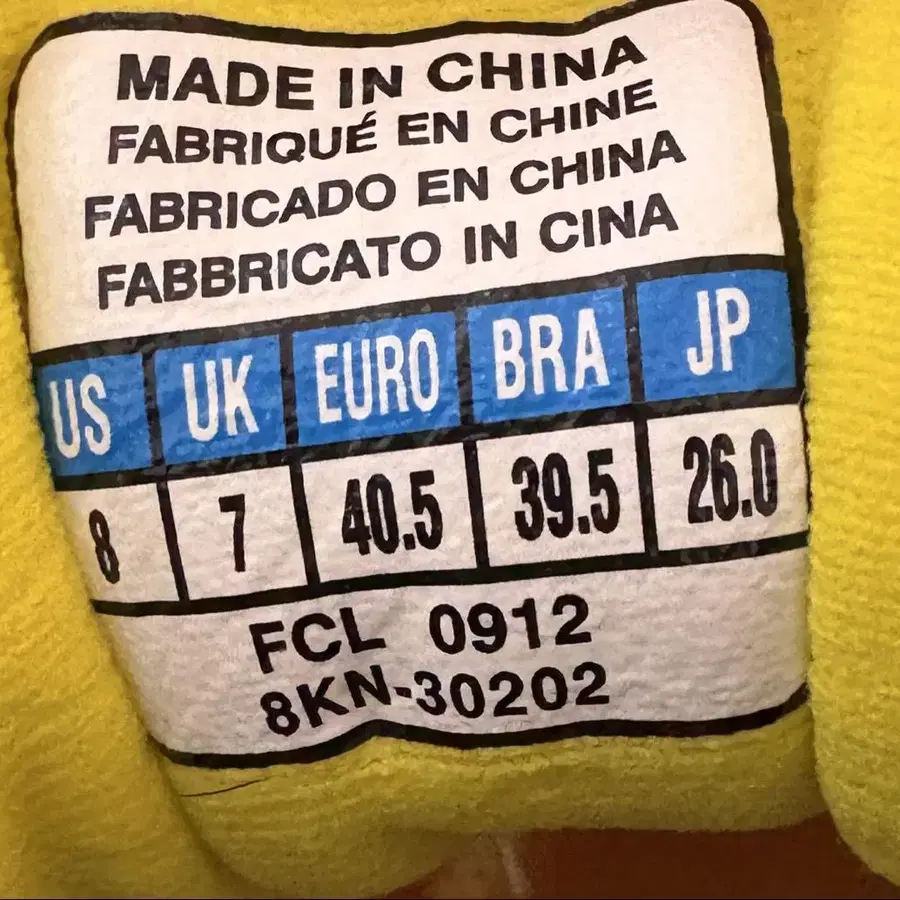 MADE IN CHINA
FABRIQUÉ EN CHINE
FABRICADO EN CHINA
FABBRICATO IN CINA
US UK EURO BRA JP
8 7 40.5 39.5 26.0
FCL 0912
8KN-30202